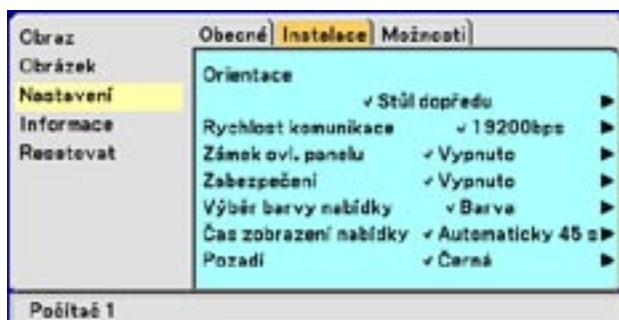 Obraz
Obrázek
Nastavení
Informace
Resetovat
Obecné Instalace Možnosti
Orientace
✓ Stůl dopředu ▶
Rychlost komunikace ✓ 19200bps ▶
Zámek ovl. panelu ✓ Vypnuto ▶
Zabezpečení ✓ Vypnuto ▶
Výběr barvy nabídky ✓ Barva ▶
Čas zobrazení nabídky ✓ Automaticky 45 s ▶
Pozadí ✓ Černá ▶
Počítač 1